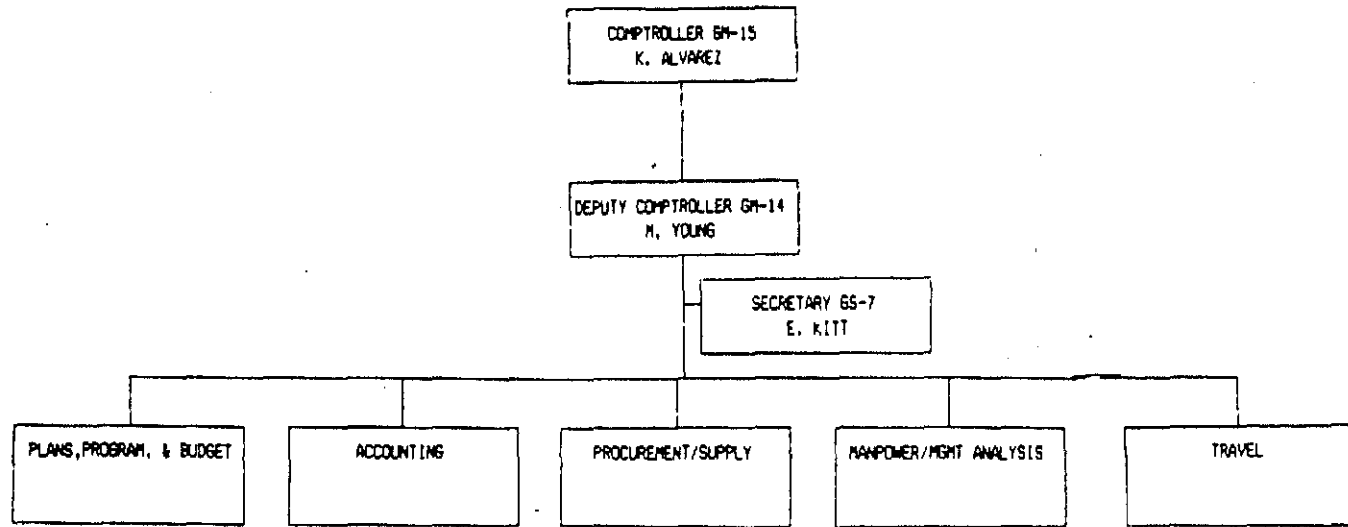 COMPTROLLER GM-15
K. ALVAREZ
DEPUTY COMPTROLLER GM-14
M. YOUNG
SECRETARY GS-7
E. KITT
PLANS,PROGRAM, & BUDGET
ACCOUNTING
PROCUREMENT/SUPPLY
MANPOWER/MGMT ANALYSIS
TRAVEL